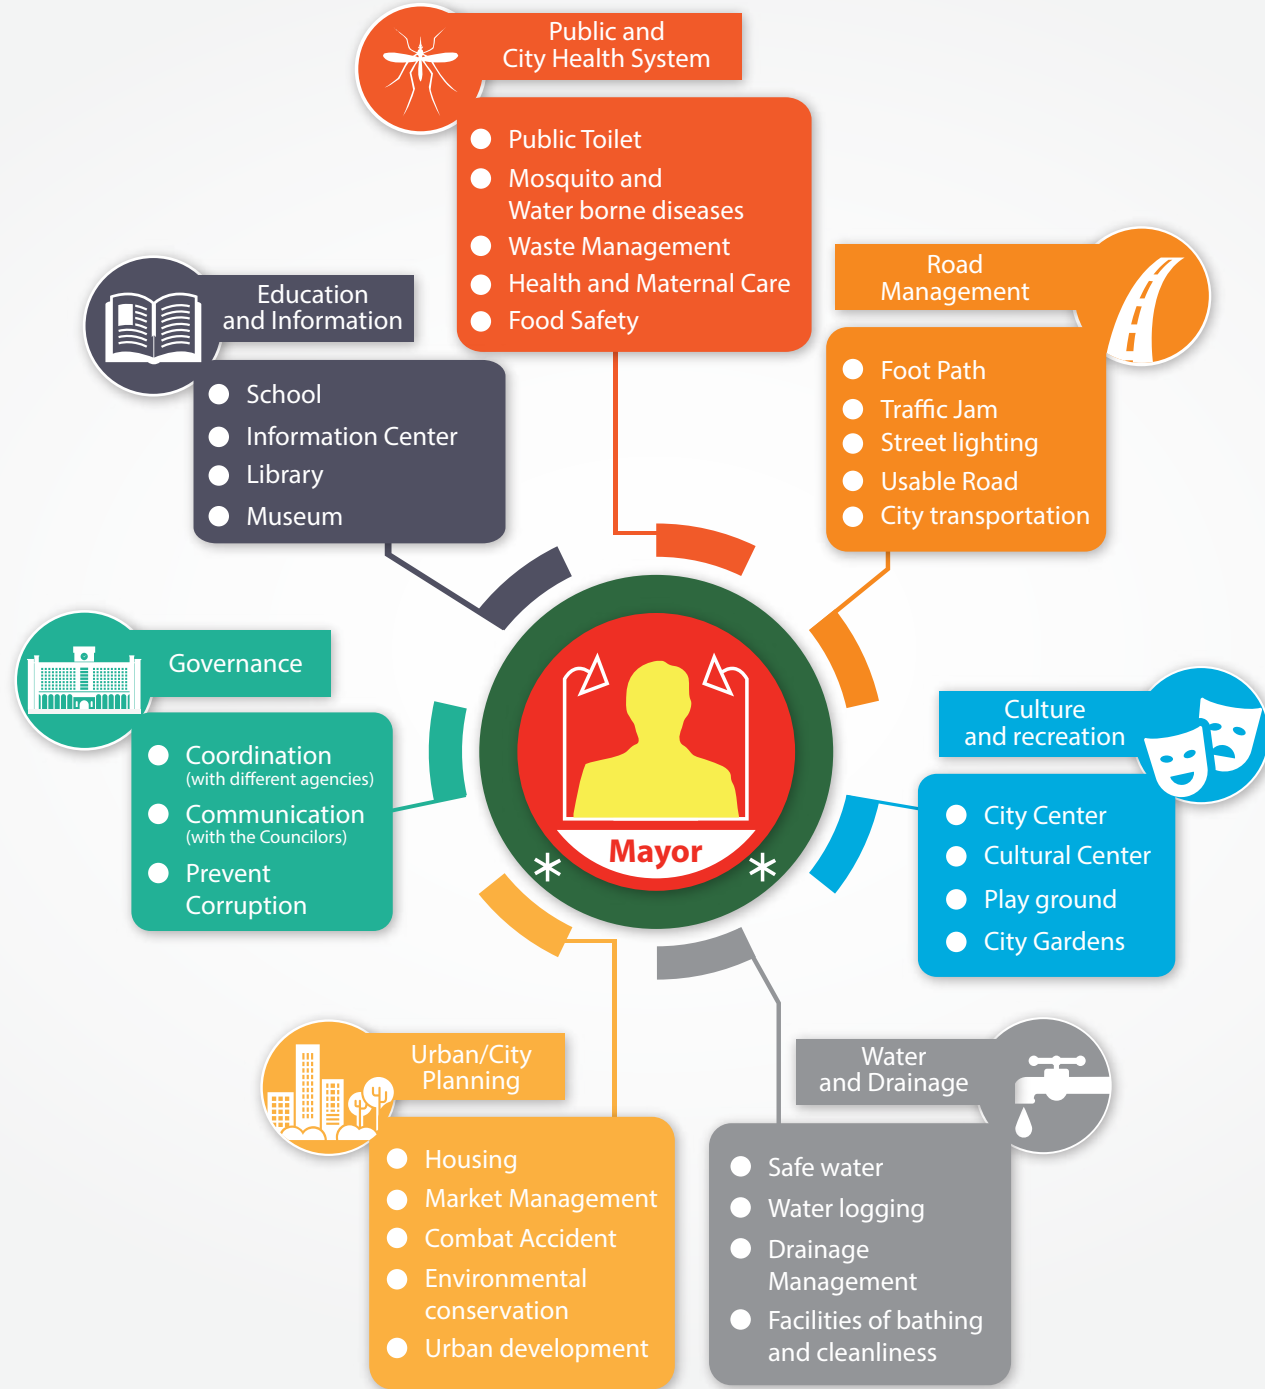 Public and
City Health System
Public Toilet
Mosquito and
Water borne diseases
Waste Management
Health and Maternal Care
Food Safety
Road
Management
Foot Path
Traffic Jam
Street lighting
Usable Road
City transportation
Education
and Information
School
Information Center
Library
Museum
Governance
Coordination
(with different agencies)
Communication
(with the Councilors)
Prevent
Corruption
Mayor
Culture
and recreation
City Center
Cultural Center
Play ground
City Gardens
Urban/City
Planning
Housing
Market Management
Combat Accident
Environmental
conservation
Urban development
Water
and Drainage
Safe water
Water logging
Drainage
Management
Facilities of bathing
and cleanliness